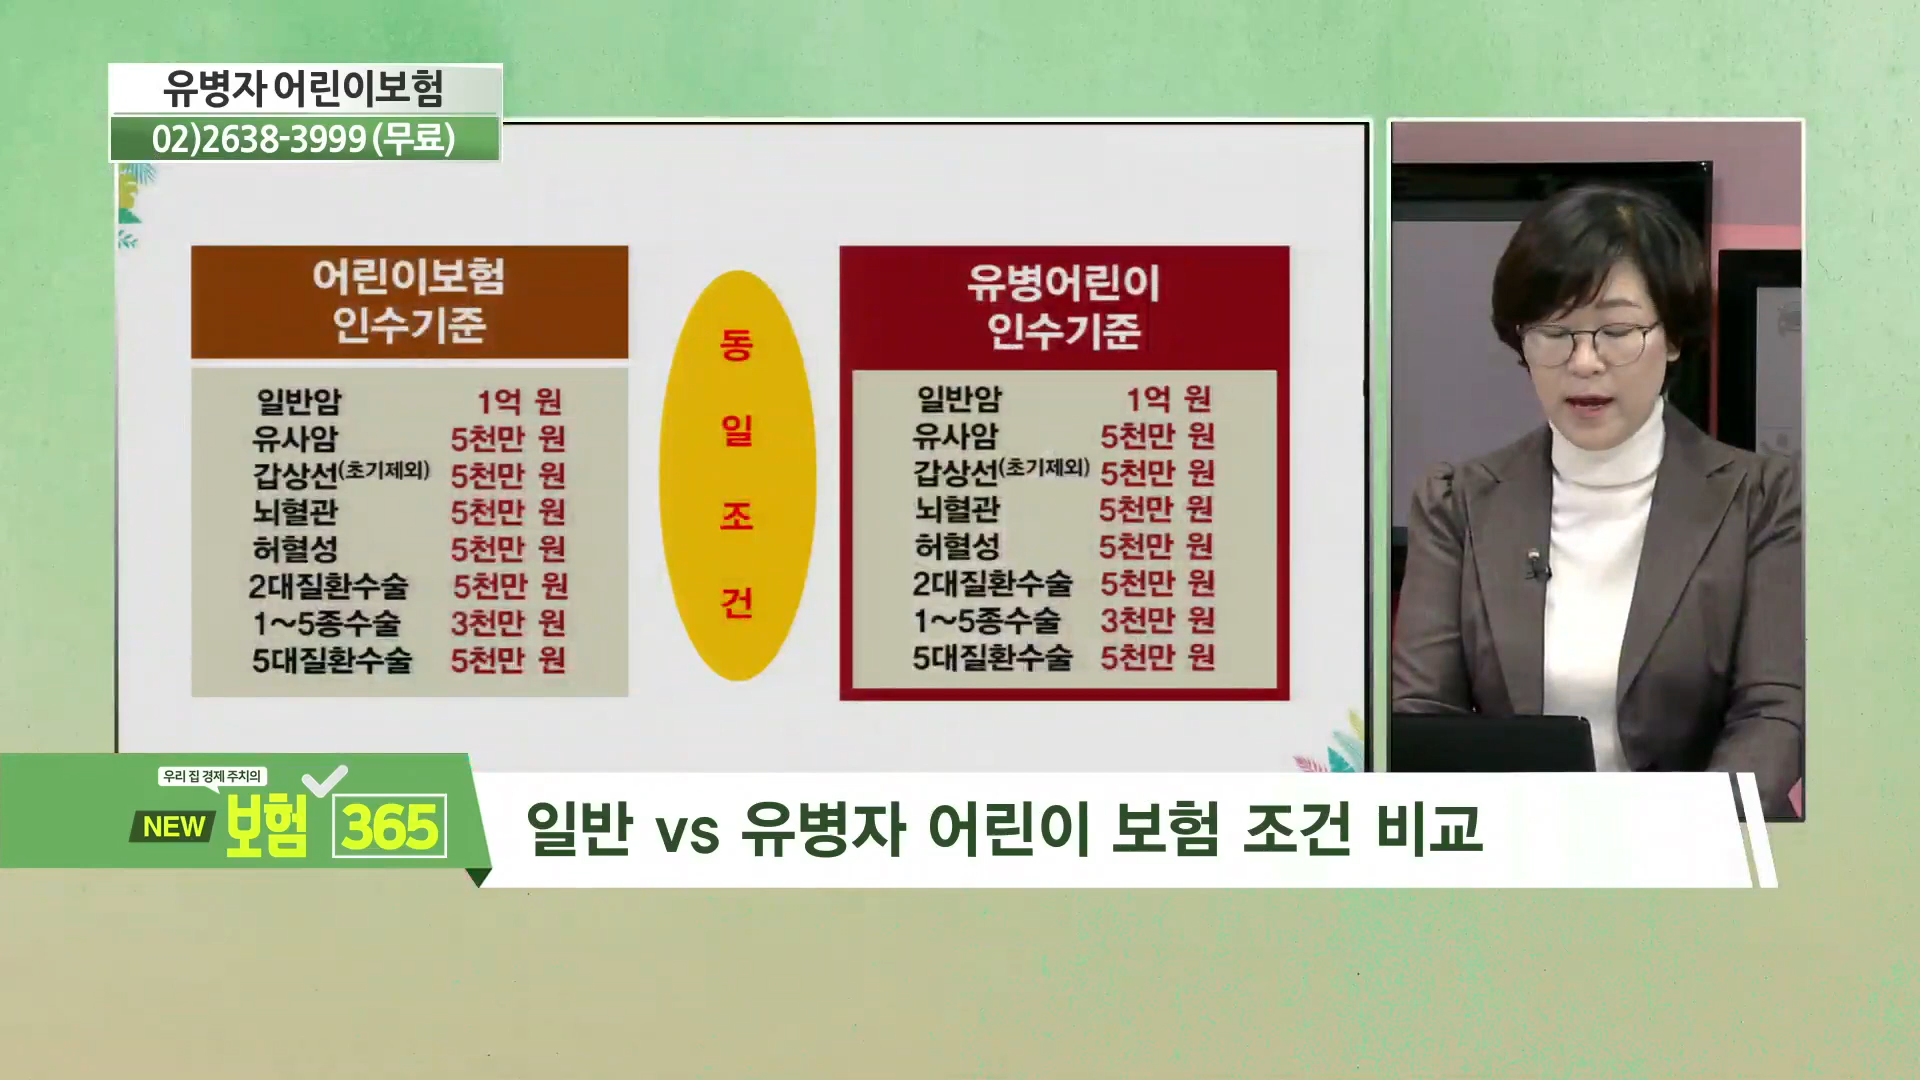 유병자 어린이보험
02)2638-3999 (무료)
어린이보험
인수기준
일반암 1억 원
유사암 5천만 원
갑상선(초기제외) 5천만 원
뇌혈관 5천만 원
허혈성 5천만 원
2대질환수술 5천만 원
1~5종수술 3천만 원
5대질환수술 5천만 원
동
일
조
건
유병어린이
인수기준
일반암 1억 원
유사암 5천만 원
갑상선(초기제외) 5천만 원
뇌혈관 5천만 원
허혈성 5천만 원
2대질환수술 5천만 원
1~5종수술 3천만 원
5대질환수술 5천만 원
우리 집 경제 주치의
NEW 보험 365
일반 vs 유병자 어린이 보험 조건 비교